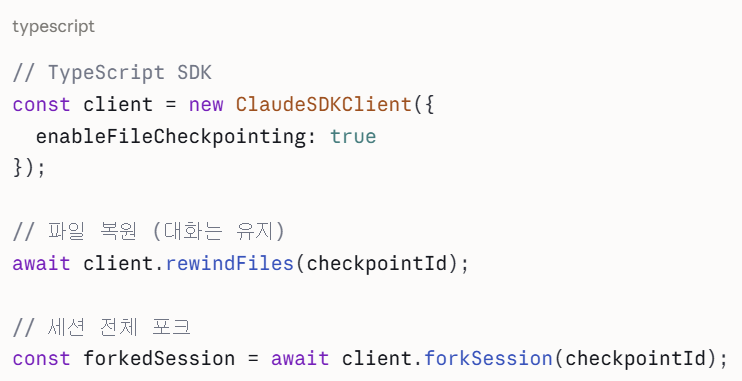 typescript
// TypeScript SDK
const client = new ClaudeSDKClient({
  enableFileCheckpointing: true
});
// 파일 복원 (대화는 유지)
await client.rewindFiles(checkpointId);
// 세션 전체 포크
const forkedSession = await client.forkSession(checkpointId);